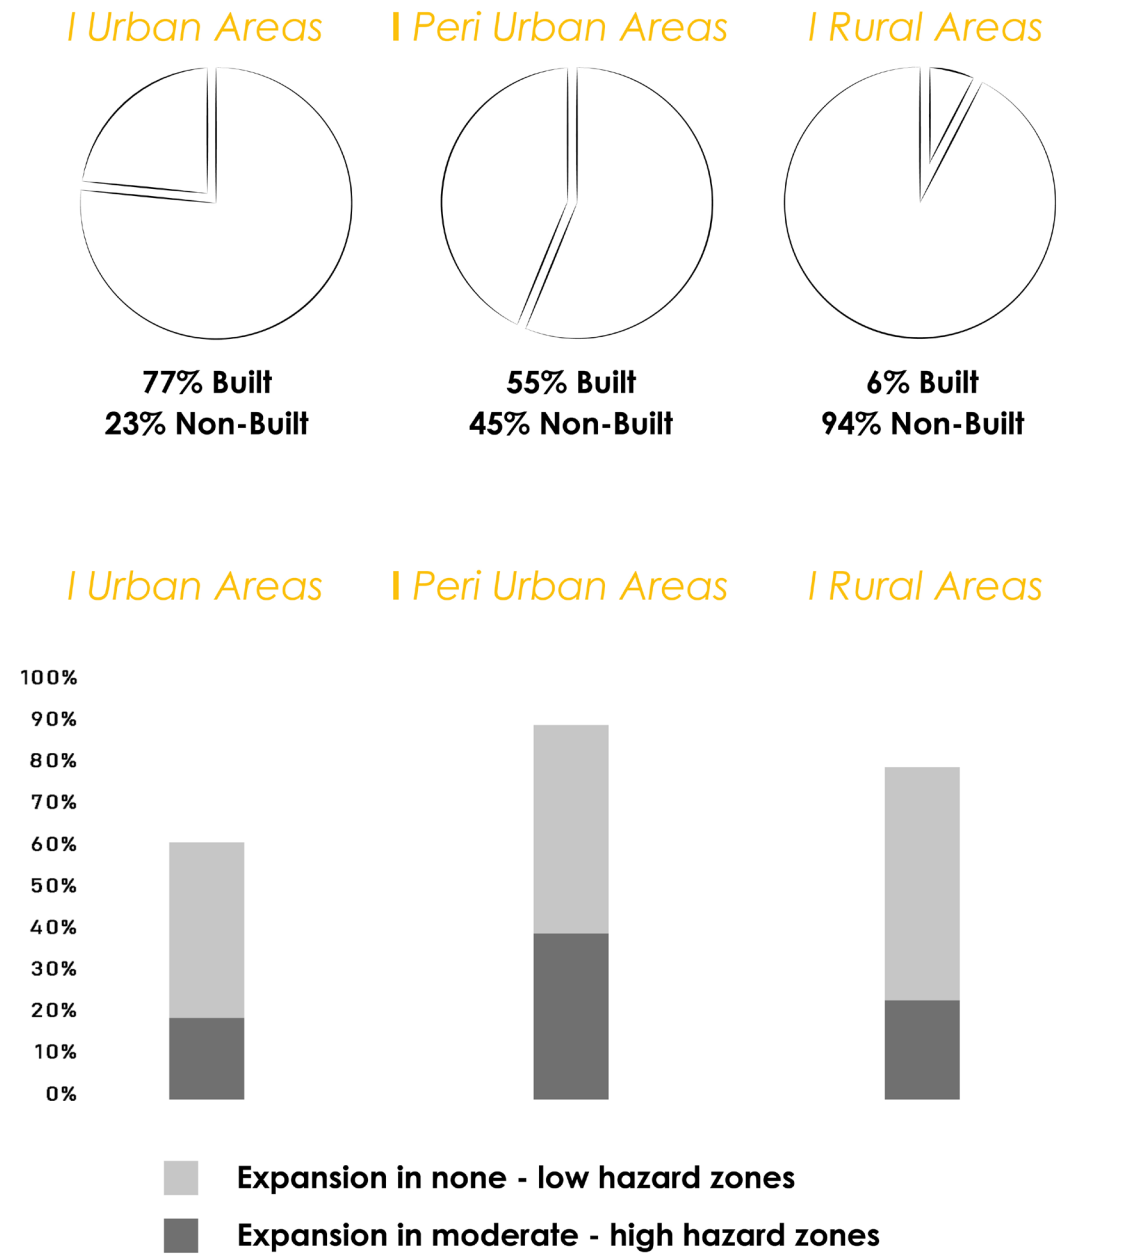 I Urban Areas
I Peri Urban Areas
I Rural Areas
77% Built
23% Non-Built
55% Built
45% Non-Built
6% Built
94% Non-Built
I Urban Areas
I Peri Urban Areas
I Rural Areas
100%
90%
80%
70%
60%
50%
40%
30%
20%
10%
0%
Expansion in none - low hazard zones
Expansion in moderate - high hazard zones